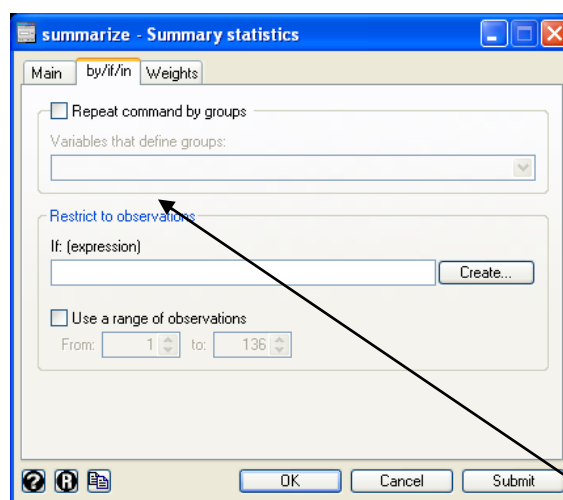 summarize - Summary statistics
Main by/if/in Weights
Repeat command by groups
Variables that define groups:
Restrict to observations
If: (expression)
Create...
Use a range of observations
From: 1 to: 136
? R OK Cancel Submit